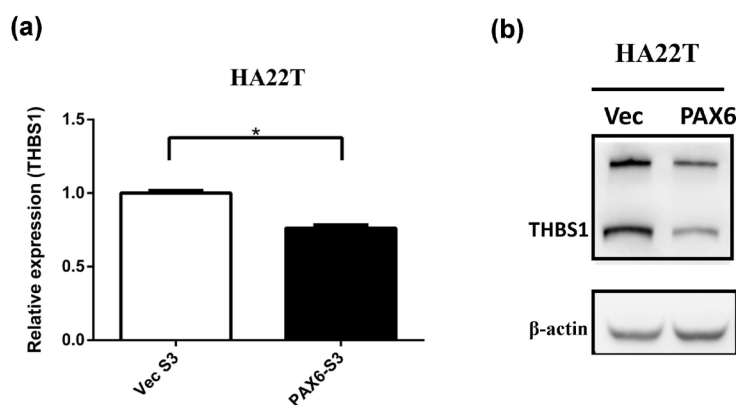 (a)
HA22T
Relative expression (THBS1)
1.5
1.0
0.5
0.0
*
Vec S3
PAX6-S3
(b)
HA22T
Vec PAX6
THBS1
β-actin